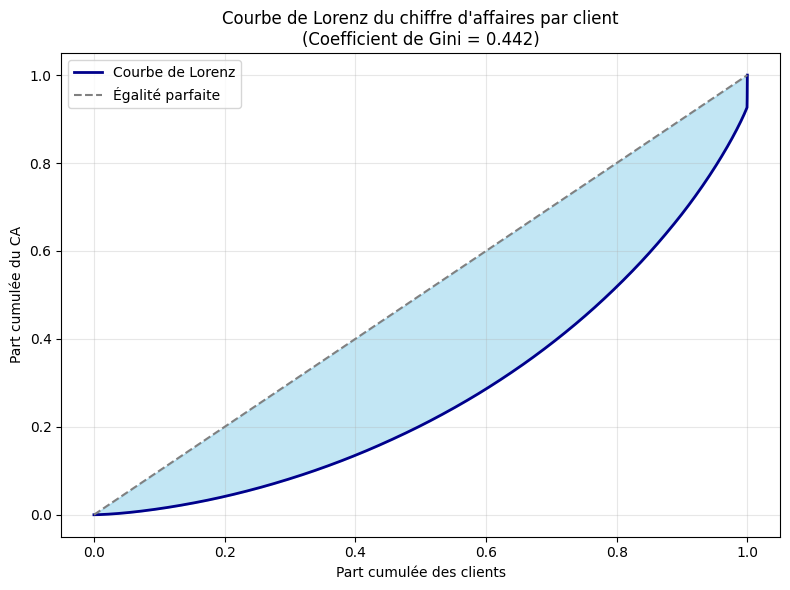 Courbe de Lorenz du chiffre d'affaires par client
(Coefficient de Gini = 0.442)
Courbe de Lorenz
Égalité parfaite
Part cumulée du CA
1.0
0.8
0.6
0.4
0.2
0.0
0.0 0.2 0.4 0.6 0.8 1.0
Part cumulée des clients